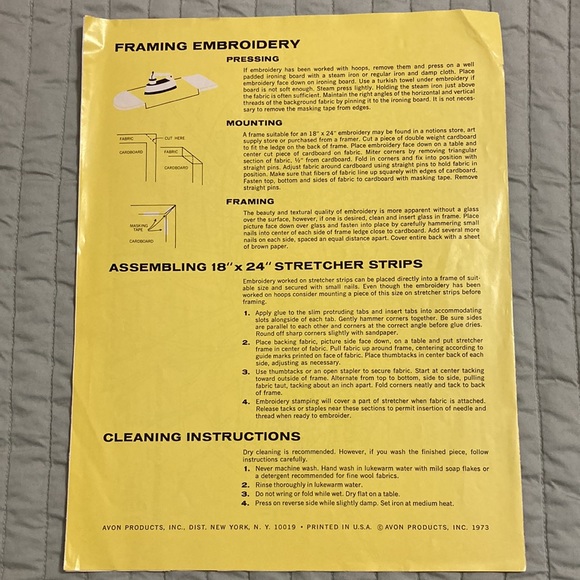 FRAMING EMBROIDERY
PRESSING
If embroidery has been worked with hoops, remove them and press on a well
padded ironing board with a steam iron or regular iron and damp cloth. Place
embroidery face down on ironing board. Use a turkish towel under embroidery if
board is not soft enough. Steam press lightly. Holding the steam iron just above
the fabric is often sufficient. Maintain the right angles of the horizontal and vertical
threads of the background fabric by pinning it to the ironing board. It is not neces-
sary to remove the masking tape from edges.
MOUNTING
A frame suitable for an 18" x 24" embroidery may be found in a notions store, art
supply store or purchased from a framer. Cut a piece of double weight cardboard
to fit the ledge on the back of frame. Place embroidery face down on a table and
center cut piece of cardboard on fabric. Miter corners by removing triangular
section of fabric, ½" from cardboard. Fold in corners and fix into position with
straight pins. Adjust fabric around cardboard using straight pins to hold fabric in
position. Make sure that fibers of fabric line up squarely with edges of cardboard.
Fasten top, bottom and sides of fabric to cardboard with masking tape. Remove
straight pins.
FABRIC
CUT HERE
CARDBOARD
FABRIC
CARDBOARD
FRAMING
The beauty and textural quality of embroidery is more apparent without a glass
over the surface, however, if one is desired, clean and insert glass in frame. Place
picture face down over glass and fasten into place by carefully hammering small
nails into center of each side of frame ledge close to cardboard. Add several more
nails on each side, spaced an equal distance apart. Cover entire back with a sheet
of brown paper.
MASKING
TAPE
CARDBOARD
ASSEMBLING 18" x 24" STRETCHER STRIPS
Embroidery worked on stretcher strips can be placed directly into a frame of suit-
able size and secured with small nails. Even though the embroidery has been
worked on hoops consider mounting a piece of this size on stretcher strips before
framing.
1. Apply glue to the slim protruding tabs and insert tabs into accommodating
slots alongside of each tab. Gently hammer corners together. Be sure sides
are parallel to each other and corners at the correct angle before glue dries.
Round off sharp corners slightly with sandpaper.
2. Place backing fabric, picture side face down, on a table and put stretcher
frame in center of fabric. Pull fabric up around frame, centering according to
guide marks printed on face of fabric. Place thumbtacks in center back of each
side, adjusting as necessary.
3. Use thumbtacks or an open stapler to secure fabric. Start at center tacking
toward outside of frame. Alternate from top to bottom, side to side, pulling
fabric taut, tacking about an inch apart. Fold corners neatly and tack to back
of frame.
4. Embroidery stamping will cover a part of stretcher when fabric is attached.
Release tacks or staples near these sections to permit insertion of needle and
thread when ready to embroider.
CLEANING INSTRUCTIONS
Dry cleaning is recommended. However, if you wash the finished piece, follow
instructions carefully.
1. Never machine wash. Hand wash in lukewarm water with mild soap flakes or
a detergent recommended for fine wool fabrics.
2. Rinse thoroughly in lukewarm water.
3. Do not wring or fold while wet. Dry flat on a table.
4. Press on reverse side while slightly damp. Set iron at medium heat.
AVON PRODUCTS, INC., DIST. NEW YORK, N. Y. 10019 • PRINTED IN U.S.A. ©AVON PRODUCTS, INC. 1973